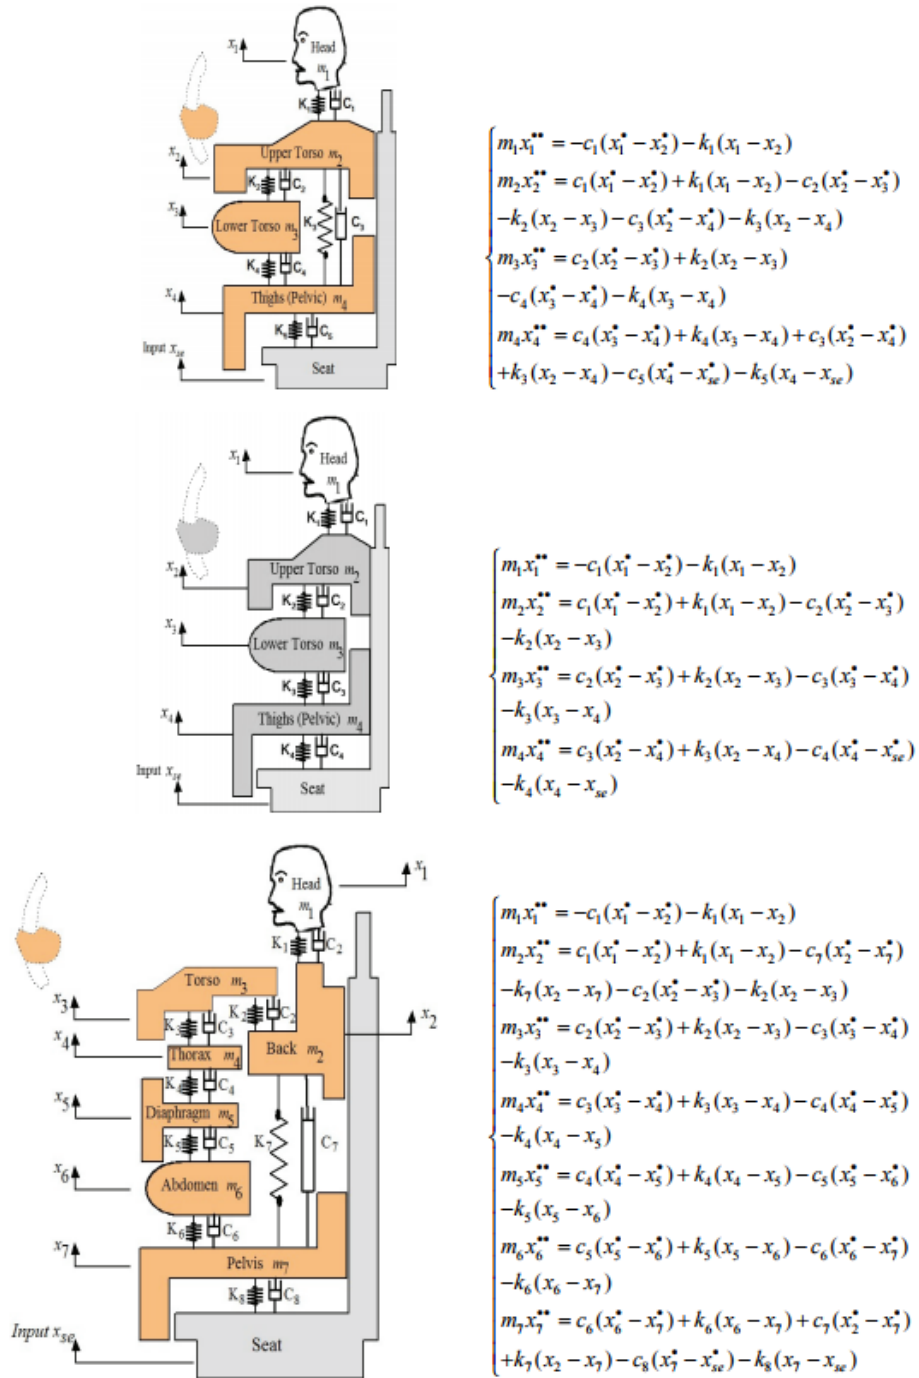 x₁
Head
m₁
K₁ C₁
x₂
Upper Torso m₂
K₂ C₂
x₃
Lower Torso m₃
K₃ C₃
K₄ C₄
x₄
Thighs (Pelvic) m₄
Input x_se
K₅ C₅
Seat
m₁x₁•• = −c₁(x₁• − x₂•) − k₁(x₁ − x₂)
m₂x₂•• = c₁(x₁• − x₂•) + k₁(x₁ − x₂) − c₂(x₂• − x₃•)
−k₂(x₂ − x₃) − c₃(x₂• − x₄•) − k₃(x₂ − x₄)
m₃x₃•• = c₂(x₂• − x₃•) + k₂(x₂ − x₃)
−c₄(x₃• − x₄•) − k₄(x₃ − x₄)
m₄x₄•• = c₄(x₃• − x₄•) + k₄(x₃ − x₄) + c₃(x₂• − x₄•)
+k₃(x₂ − x₄) − c₅(x₄• − x_se•) − k₅(x₄ − x_se)
x₁
Head
m₁
K₁ C₁
x₂
Upper Torso m₂
K₂ C₂
x₃
Lower Torso m₃
K₃ C₃
x₄
Thighs (Pelvic) m₄
K₄ C₄
Input x_se
Seat
m₁x₁•• = −c₁(x₁• − x₂•) − k₁(x₁ − x₂)
m₂x₂•• = c₁(x₁• − x₂•) + k₁(x₁ − x₂) − c₂(x₂• − x₃•)
−k₂(x₂ − x₃)
m₃x₃•• = c₂(x₂• − x₃•) + k₂(x₂ − x₃) − c₃(x₃• − x₄•)
−k₃(x₃ − x₄)
m₄x₄•• = c₃(x₂• − x₄•) + k₃(x₂ − x₄) − c₄(x₄• − x_se•)
−k₄(x₄ − x_se)
x₁
Head
m₁
K₁ C₂
Torso m₃
x₃
K₂ C₂
x₂
K₃ C₃
x₄
Thorax m₄
Back m₂
K₄ C₄
x₅
Diaphragm m₅
K₅ C₅
K₇ C₇
x₆
Abdomen m₆
K₆ C₆
x₇
Pelvis m₇
K₈ C₈
Input x_se
Seat
m₁x₁•• = −c₁(x₁• − x₂•) − k₁(x₁ − x₂)
m₂x₂•• = c₁(x₁• − x₂•) + k₁(x₁ − x₂) − c₇(x₂• − x₇•)
−k₇(x₂ − x₇) − c₂(x₂• − x₃•) − k₂(x₂ − x₃)
m₃x₃•• = c₂(x₂• − x₃•) + k₂(x₂ − x₃) − c₃(x₃• − x₄•)
−k₃(x₃ − x₄)
m₄x₄•• = c₃(x₃• − x₄•) + k₃(x₃ − x₄) − c₄(x₄• − x₅•)
−k₄(x₄ − x₅)
m₅x₅•• = c₄(x₄• − x₅•) + k₄(x₄ − x₅) − c₅(x₅• − x₆•)
−k₅(x₅ − x₆)
m₆x₆•• = c₅(x₅• − x₆•) + k₅(x₅ − x₆) − c₆(x₆• − x₇•)
−k₆(x₆ − x₇)
m₇x₇•• = c₆(x₆• − x₇•) + k₆(x₆ − x₇) + c₇(x₂• − x₇•)
+k₇(x₂ − x₇) − c₈(x₇• − x_se•) − k₈(x₇ − x_se)